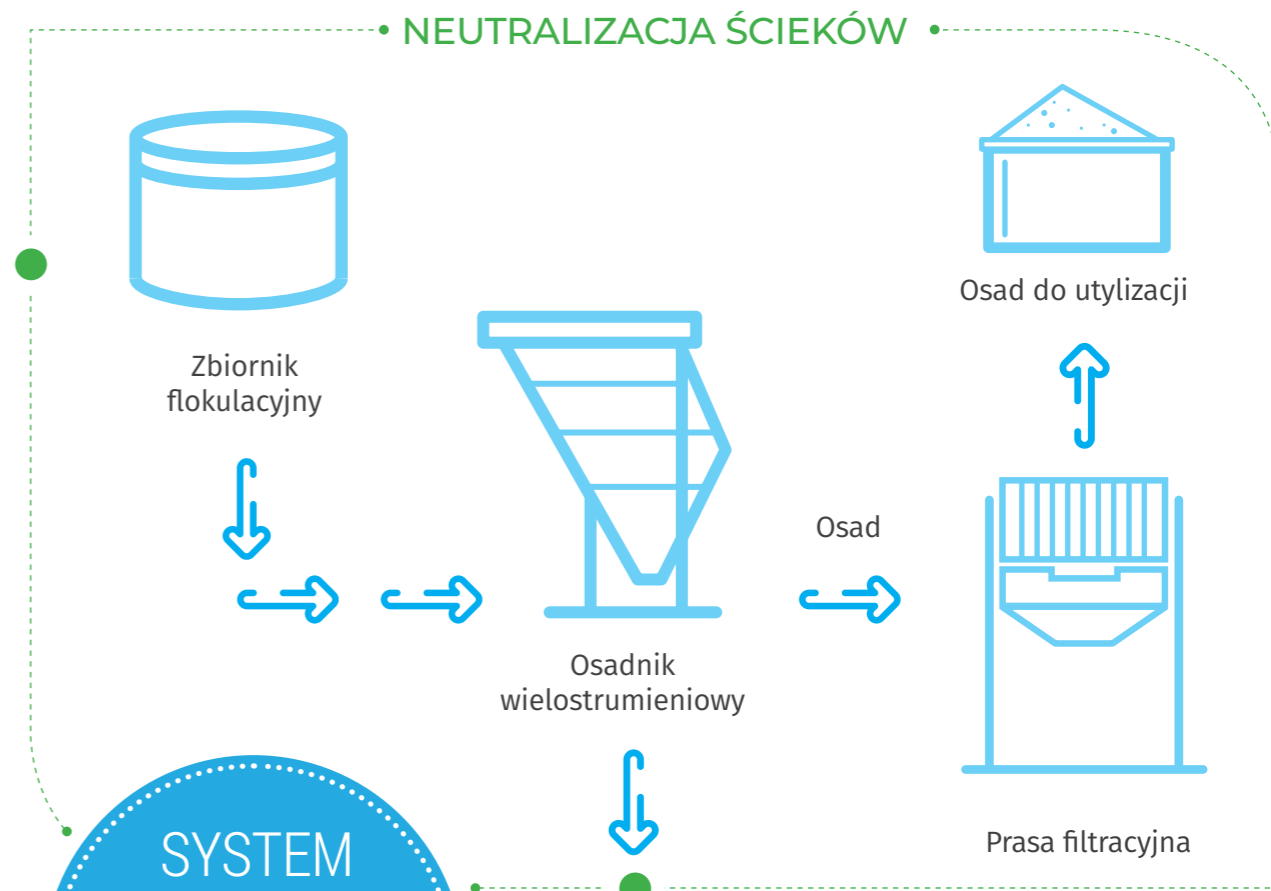 NEUTRALIZACJA ŚCIEKÓW
Zbiornik
flokulacyjny
Osad do utylizacji
Osad
Osadnik
wielostrumieniowy
Prasa filtracyjna
SYSTEM